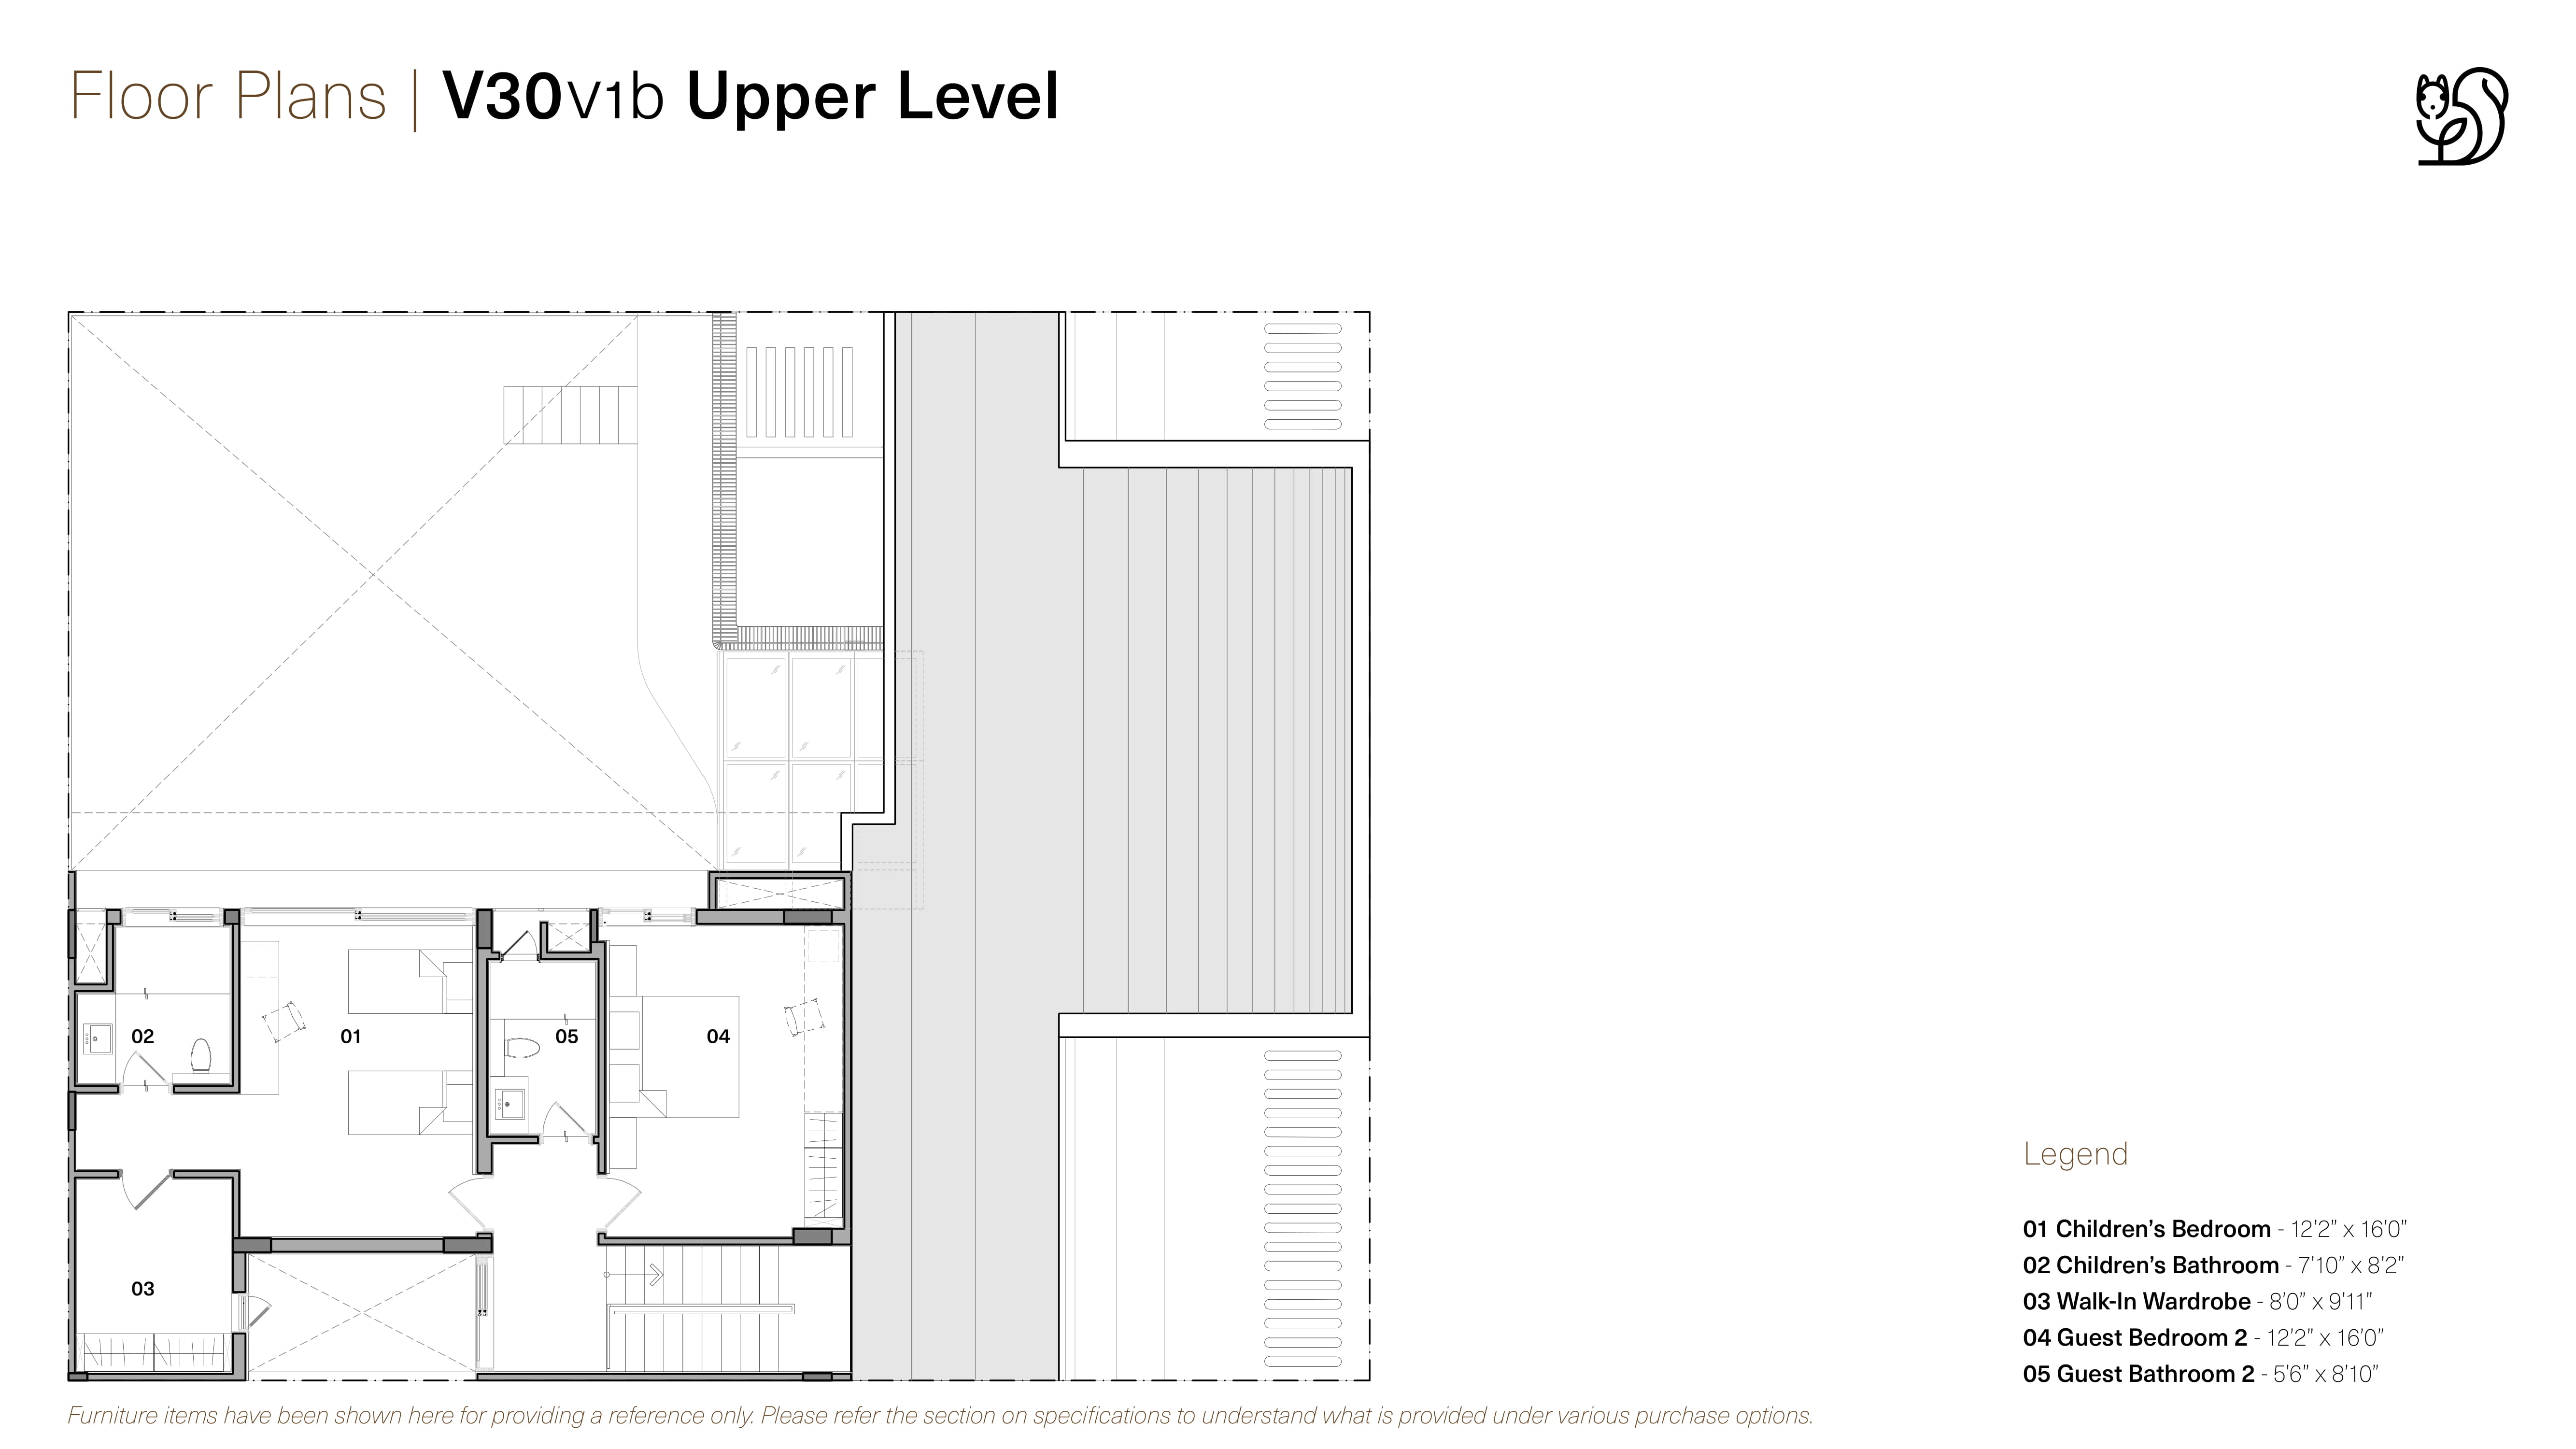 Floor Plans | V30V1b Upper Level
02
01
05
04
03
Legend
01 Children’s Bedroom - 12’2” x 16’0”
02 Children’s Bathroom - 7’10” x 8’2”
03 Walk-In Wardrobe - 8’0” x 9’11”
04 Guest Bedroom 2 - 12’2” x 16’0”
05 Guest Bathroom 2 - 5’6” x 8’10”
Furniture items have been shown here for providing a reference only. Please refer the section on specifications to understand what is provided under various purchase options.